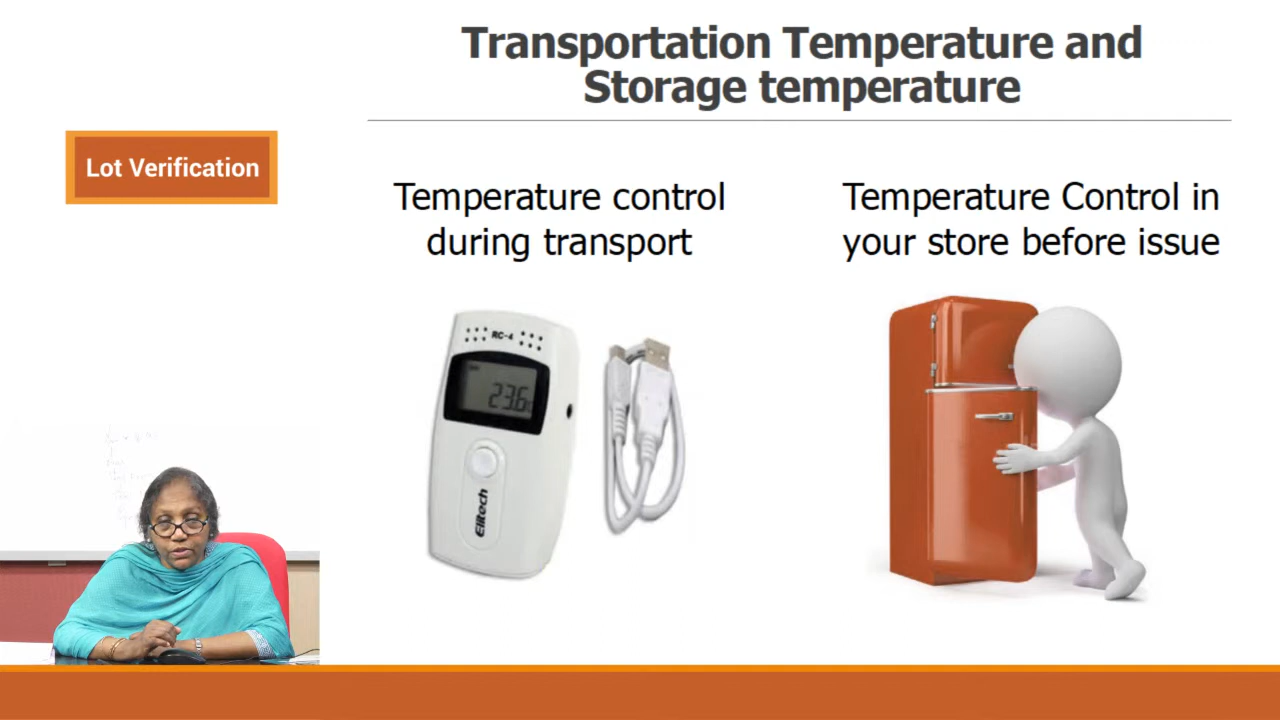 Transportation Temperature and
Storage temperature
Lot Verification
Temperature control
during transport
Temperature Control in
your store before issue
RC-4
23.6
Elitech